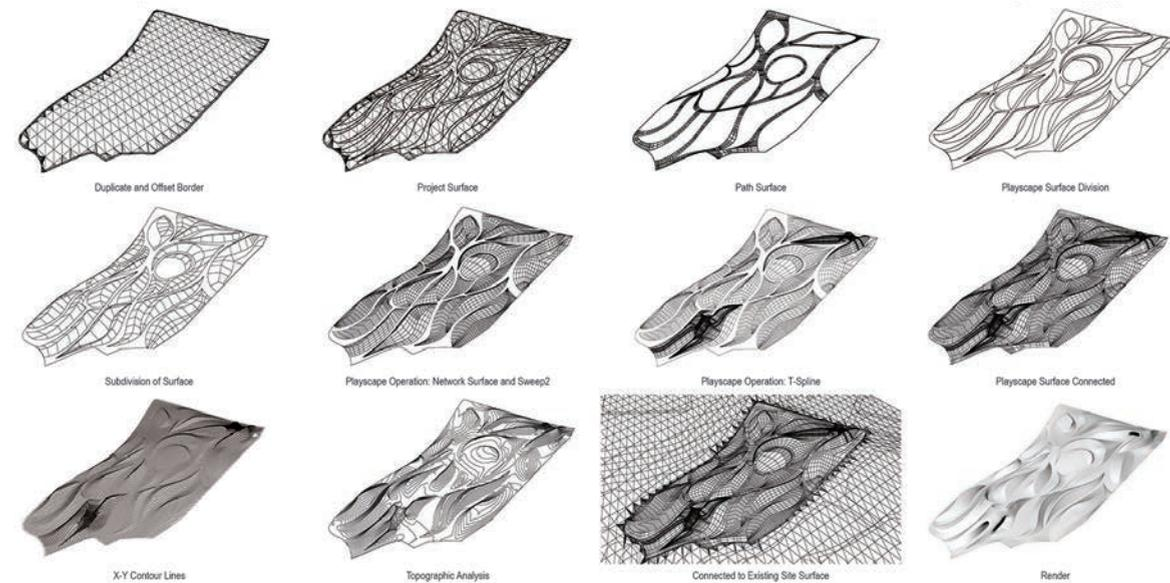 Duplicate and Offset Border
Project Surface
Path Surface
Playscape Surface Division
Subdivision of Surface
Playscape Operation: Network Surface and Sweep2
Playscape Operation: T-Spline
Playscape Surface Connected
X-Y Contour Lines
Topographic Analysis
Connected to Existing Site Surface
Render